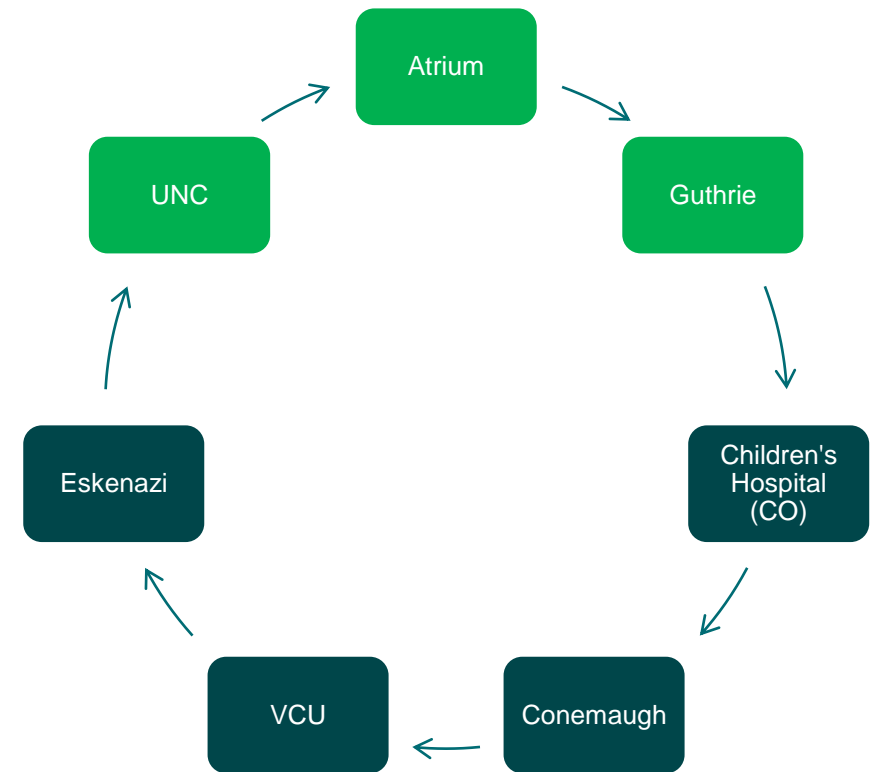 Atrium
Guthrie
Children's
Hospital
(CO)
Conemaugh
VCU
Eskenazi
UNC